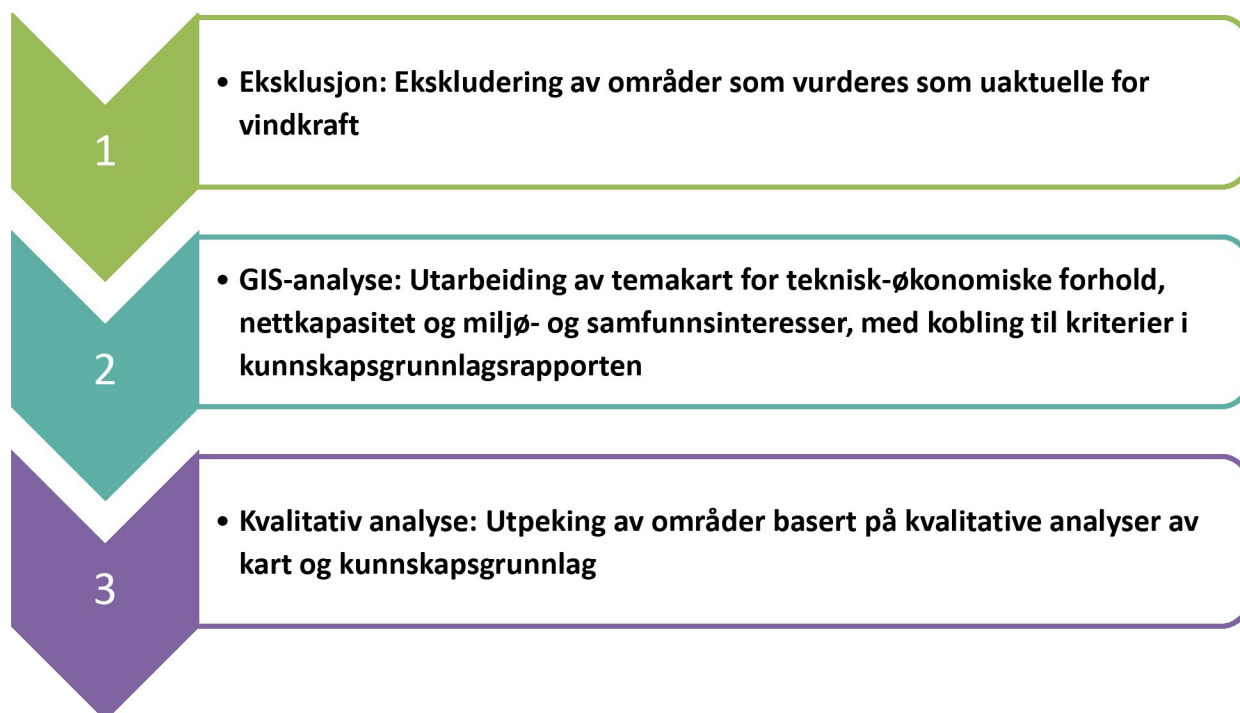 1
• Eksklusjon: Ekskludering av områder som vurderes som uaktuelle for
vindkraft
2
• GIS-analyse: Utarbeiding av temakart for teknisk-økonomiske forhold,
nettkapasitet og miljø- og samfunnsinteresser, med kobling til kriterier i
kunnskapsgrunnlagsrapporten
3
• Kvalitativ analyse: Utpeking av områder basert på kvalitative analyser av
kart og kunnskapsgrunnlag